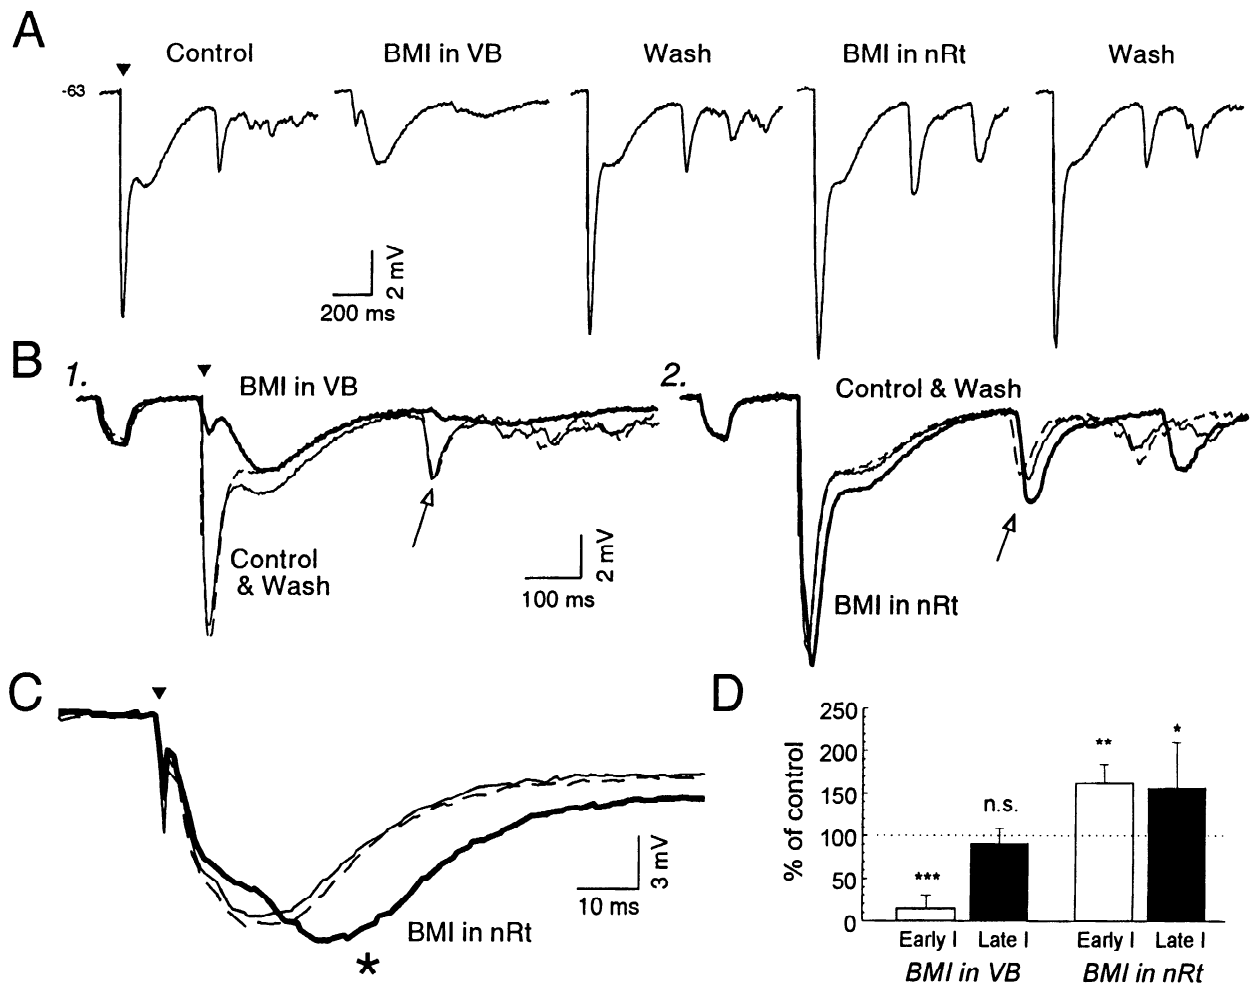 A
Control
BMI in VB
Wash
BMI in nRt
Wash
-63
2 mV
200 ms
B
1.
BMI in VB
Control
& Wash
2 mV
100 ms
2.
Control & Wash
BMI in nRt
C
BMI in nRt
*
3 mV
10 ms
D
% of control
250
200
150
100
50
0
***
n.s.
**
*
Early I
Late I
Early I
Late I
BMI in VB
BMI in nRt